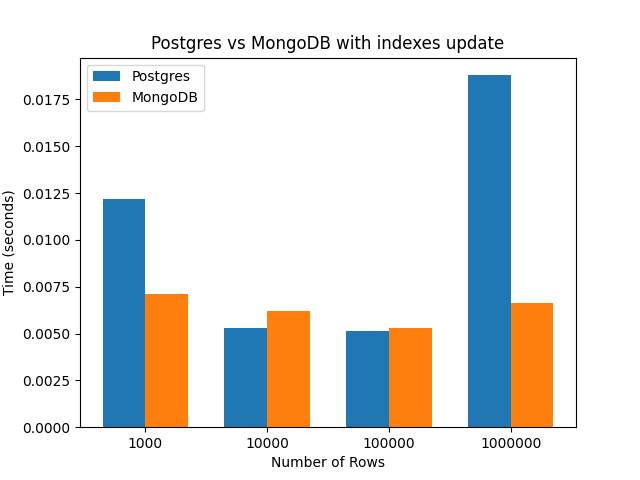 Postgres vs MongoDB with indexes update
Postgres
MongoDB
0.0175
0.0150
0.0125
0.0100
0.0075
0.0050
0.0025
0.0000
Time (seconds)
1000 10000 100000 1000000
Number of Rows